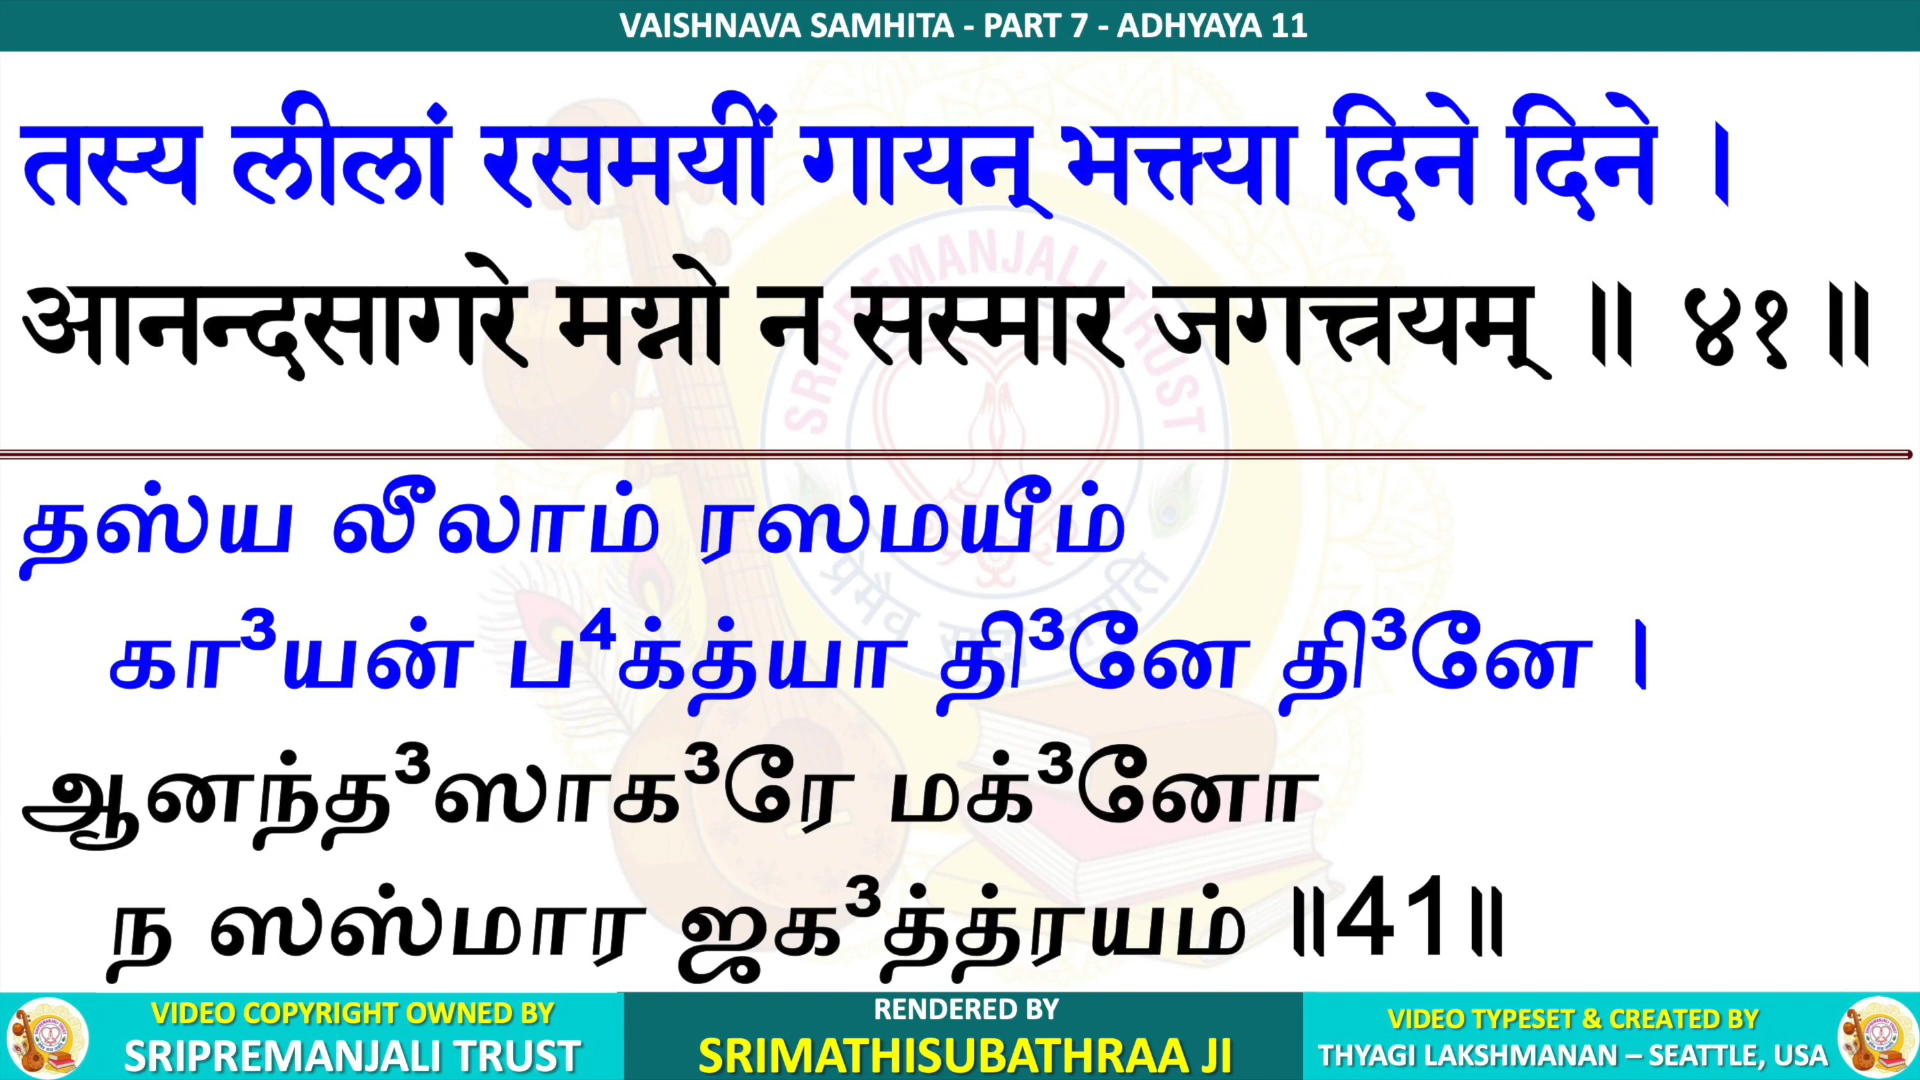 VAISHNAVA SAMHITA - PART 7 - ADHYAYA 11
तस्य लीलां रसमयीं गायन् भक्त्या दिने दिने ।
आनन्दसागरे मग्नो न सस्मार जगत्त्रयम् ॥ ४१ ॥
SRIPREMANJALI TRUST
தஸ்ய லீலாம் ரஸமயீம்
கா³யன் ப⁴க்த்யா தி³னே தி³னே ।
ஆனந்த³ஸாக³ரே மக்³னோ
ந ஸஸ்மார ஜக³த்த்ரயம் ॥41॥
VIDEO COPYRIGHT OWNED BY
SRIPREMANJALI TRUST
RENDERED BY
SRIMATHISUBATHRAA JI
VIDEO TYPESET & CREATED BY
THYAGI LAKSHMANAN – SEATTLE, USA